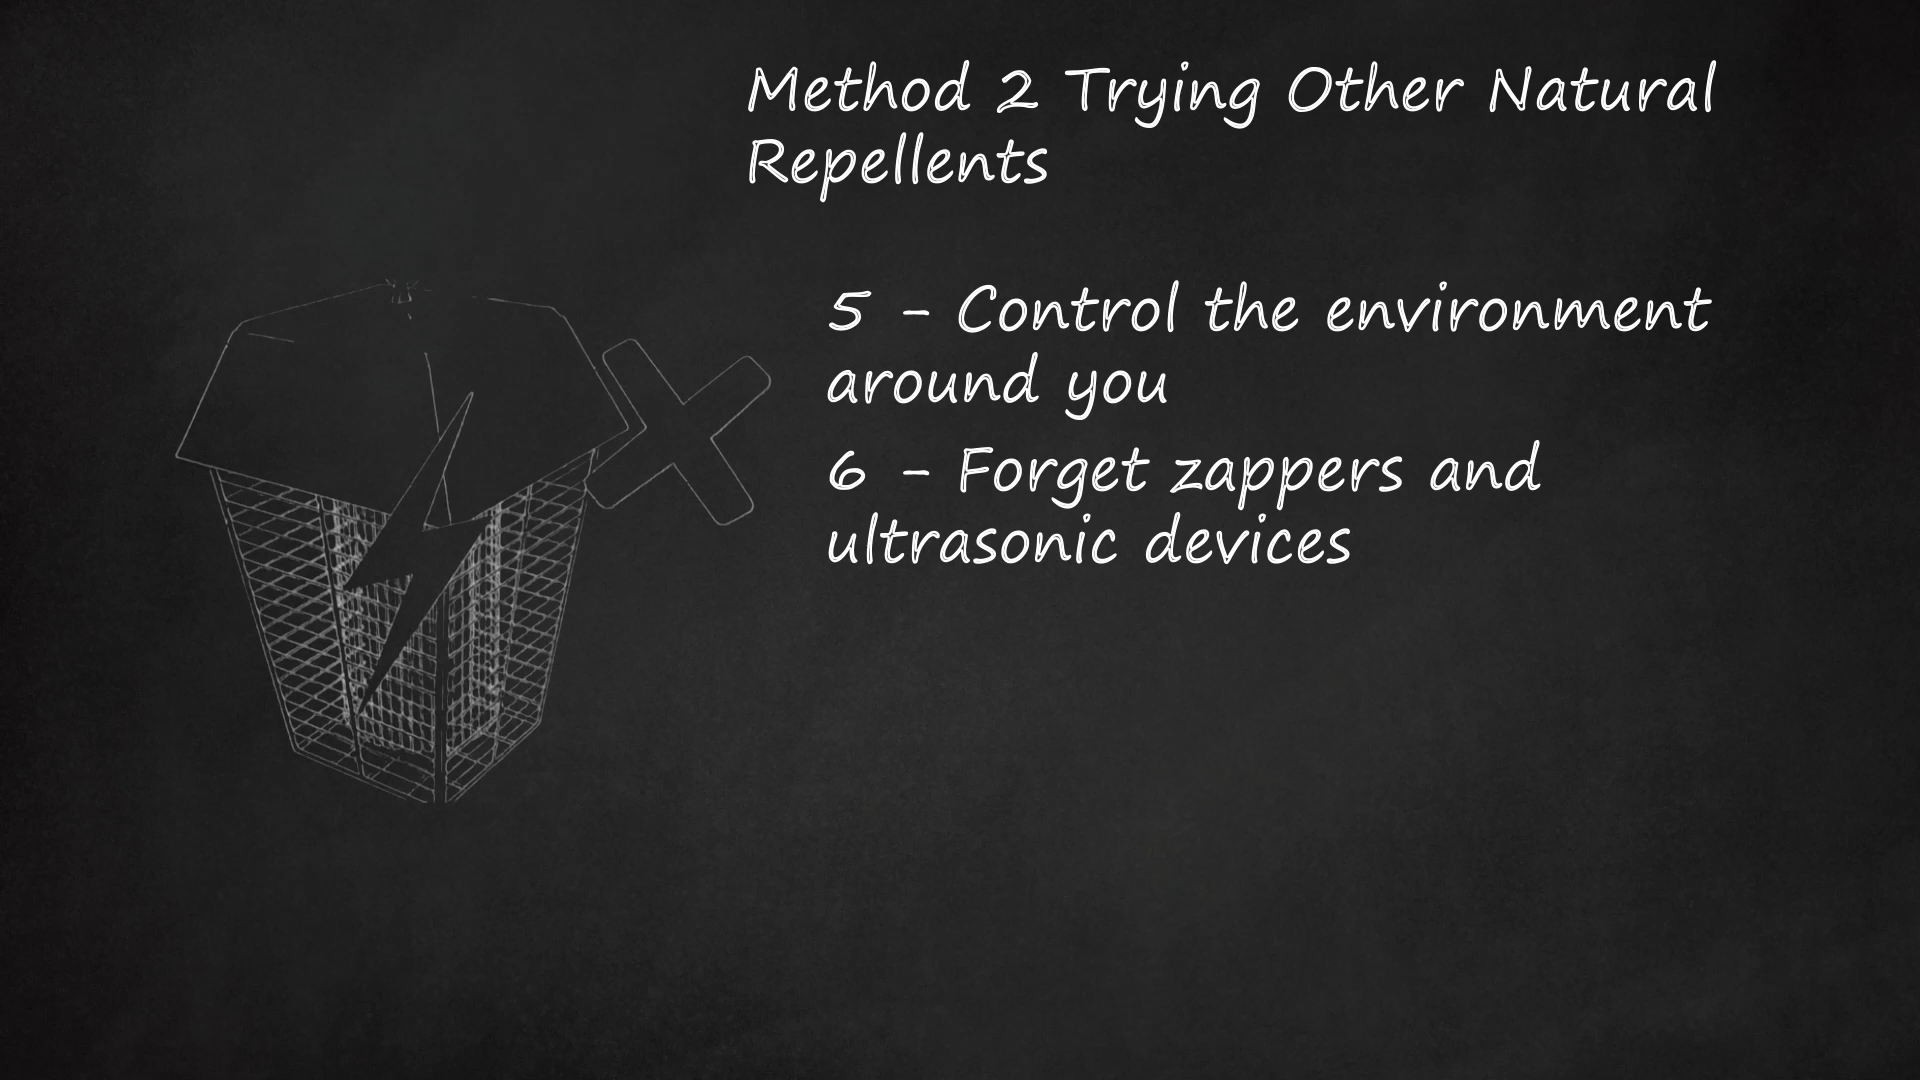 Method 2 Trying Other Natural
Repellents
5 - Control the environment
around you
6 - Forget zappers and
ultrasonic devices